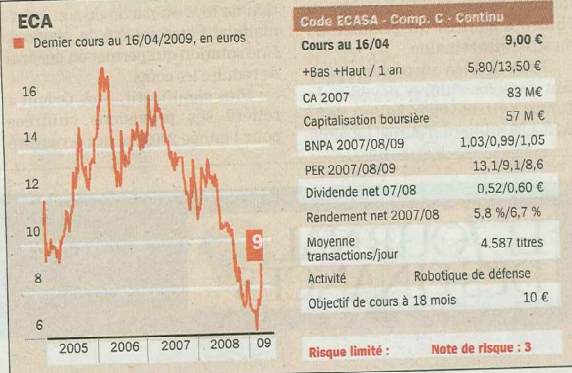 ECA
Dernier cours au 16/04/2009, en euros
16
14
12
10
8
6
9
2005 2006 2007 2008 09
Code ECASA - Comp. C - Continu
Cours au 16/04 9,00 €
+Bas +Haut / 1 an 5,80/13,50 €
CA 2007 83 M€
Capitalisation boursière 57 M €
BNPA 2007/08/09 1,03/0,99/1,05
PER 2007/08/09 13,1/9,1/8,6
Dividende net 07/08 0,52/0,60 €
Rendement net 2007/08 5,8 %/6,7 %
Moyenne
transactions/jour 4.587 titres
Activité Robotique de défense
Objectif de cours à 18 mois 10 €
Risque limité : Note de risque : 3